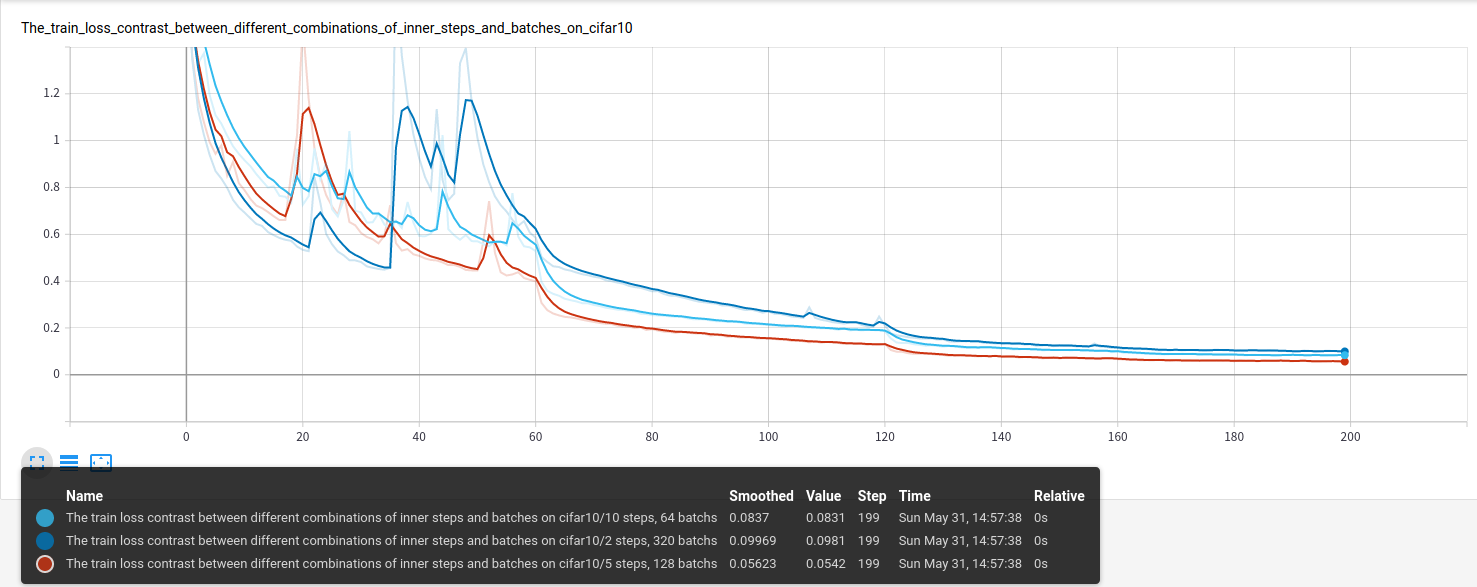 The_train_loss_contrast_between_different_combinations_of_inner_steps_and_batches_on_cifar10
1.2
1
0.8
0.6
0.4
0.2
0
0 20 40 60 80 100 120 140 160 180 200
Name Smoothed Value Step Time Relative
The train loss contrast between different combinations of inner steps and batches on cifar10/10 steps, 64 batchs 0.0837 0.0831 199 Sun May 31, 14:57:38 0s
The train loss contrast between different combinations of inner steps and batches on cifar10/2 steps, 320 batchs 0.09969 0.0981 199 Sun May 31, 14:57:38 0s
The train loss contrast between different combinations of inner steps and batches on cifar10/5 steps, 128 batchs 0.05623 0.0542 199 Sun May 31, 14:57:38 0s